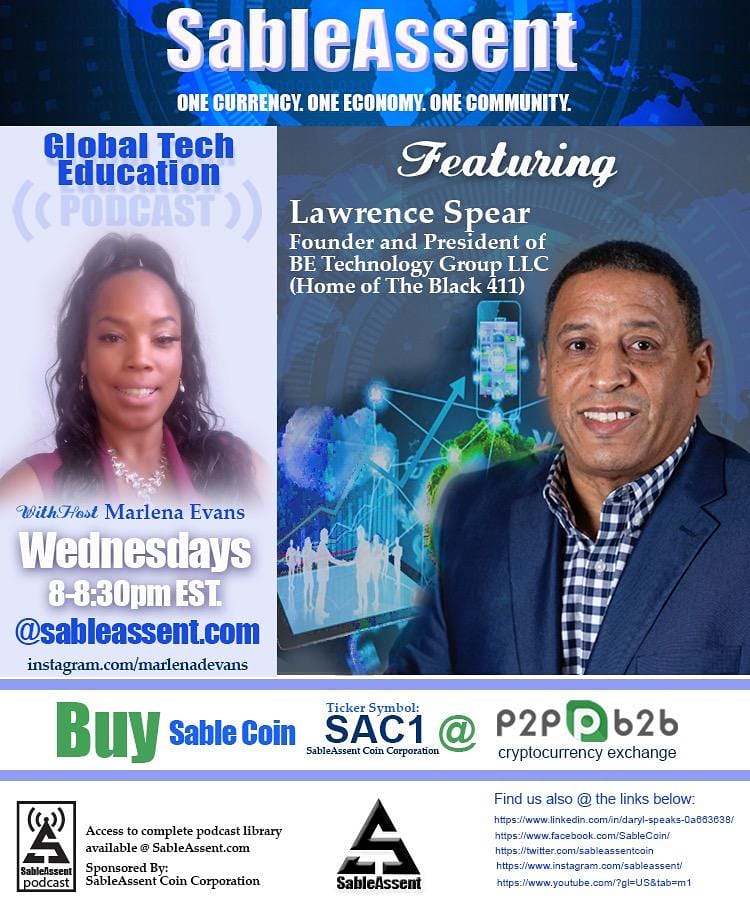 SableAssent
ONE CURRENCY. ONE ECONOMY. ONE COMMUNITY.
Global Tech
Education
((PODCAST))
With Host Marlena Evans
Wednesdays
8-8:30pm EST.
@sableassent.com
instagram.com/marlenadevans
Featuring
Lawrence Spear
Founder and President of
BE Technology Group LLC
(Home of The Black 411)
Buy Sable Coin
Ticker Symbol:
SAC1
SableAssent Coin Corporation
@
P2P b2b
cryptocurrency exchange
SableAssent
podcast
Access to complete podcast library
available @ SableAssent.com
Sponsored By:
SableAssent Coin Corporation
SableAssent
Find us also @ the links below:
https://www.linkedin.com/in/daryl-speaks-0a663638/
https://www.facebook.com/SableCoin/
https://twitter.com/sableassentcoin
https://www.instagram.com/sableassent/
https://www.youtube.com/?gl=US&tab=m1